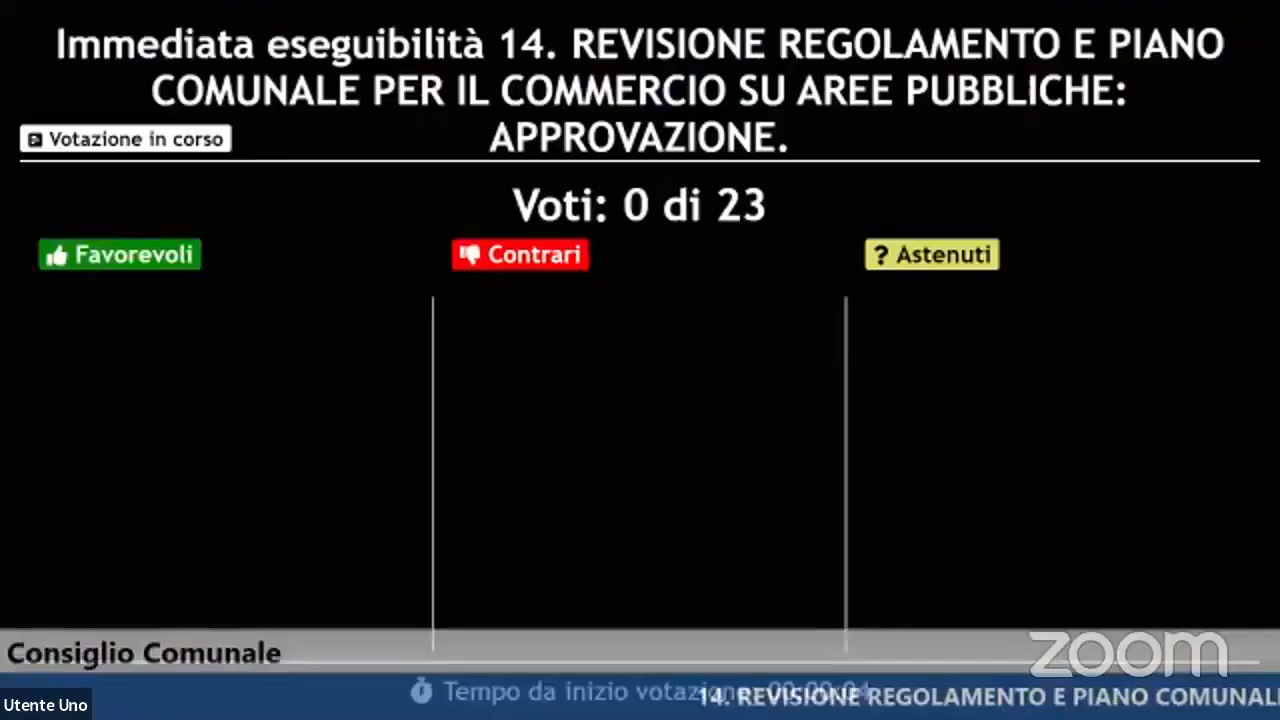 Immediata eseguibilità 14. REVISIONE REGOLAMENTO E PIANO
COMUNALE PER IL COMMERCIO SU AREE PUBBLICHE:
APPROVAZIONE.
Votazione in corso
Voti: 0 di 23
Favorevoli
Contrari
? Astenuti
Consiglio Comunale
zoom
Tempo da inizio votazione
14. REVISIONE REGOLAMENTO E PIANO COMUNAL
Utente Uno